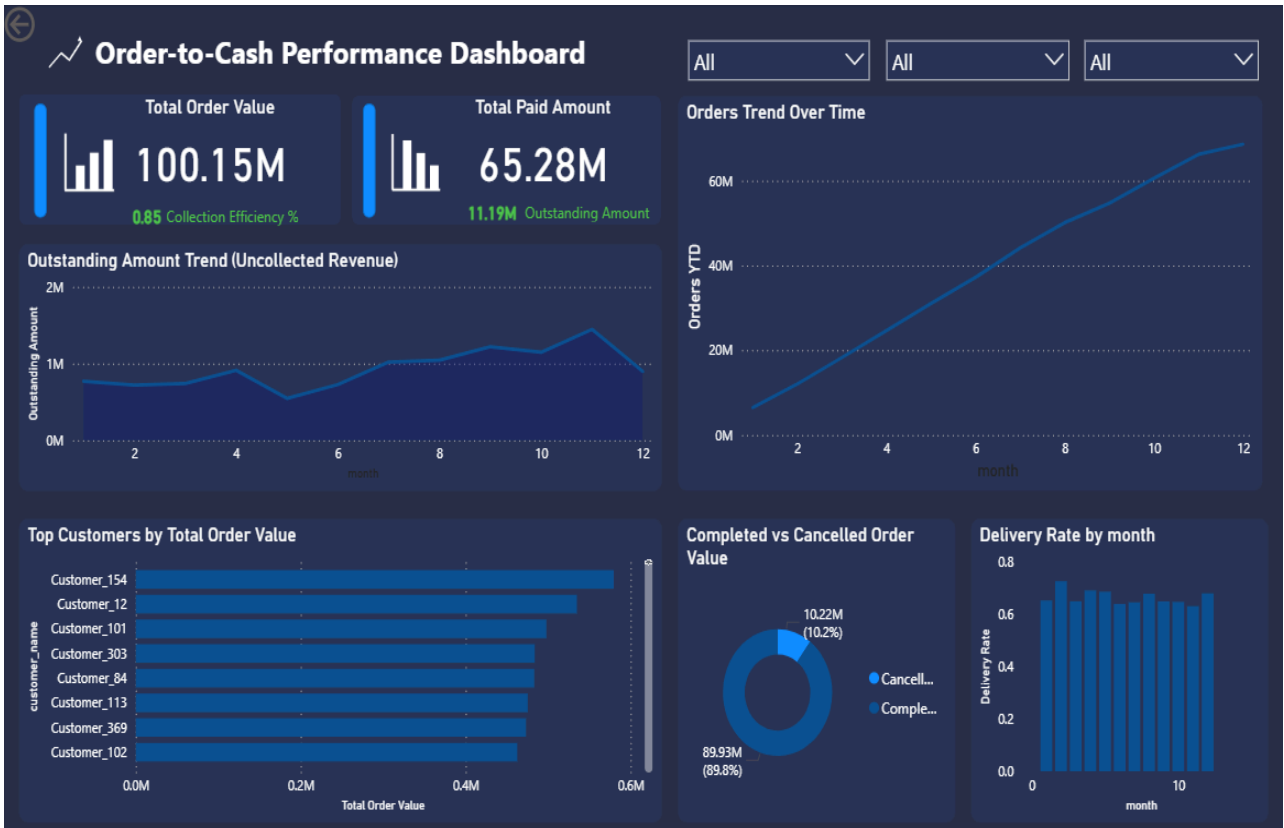 Order-to-Cash Performance Dashboard
All
All
All
Total Order Value
100.15M
0.85 Collection Efficiency %
Total Paid Amount
65.28M
11.19M Outstanding Amount
Orders Trend Over Time
60M
40M
20M
0M
Orders YTD
2
4
6
8
10
12
month
Outstanding Amount Trend (Uncollected Revenue)
2M
1M
0M
Outstanding Amount
2
4
6
8
10
12
month
Top Customers by Total Order Value
customer_name
Customer_154
Customer_12
Customer_101
Customer_303
Customer_84
Customer_113
Customer_369
Customer_102
0.0M
0.2M
0.4M
0.6M
Total Order Value
Completed vs Cancelled Order
Value
10.22M
(10.2%)
89.93M
(89.8%)
Cancell...
Comple...
Delivery Rate by month
0.8
0.6
0.4
0.2
0.0
Delivery Rate
0
10
month